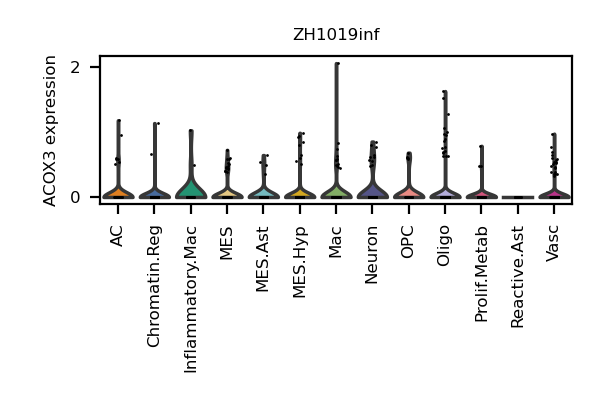 ZH1019inf
ACOX3 expression
2
0
AC
Chromatin.Reg
Inflammatory.Mac
MES
MES.Ast
MES.Hyp
Mac
Neuron
OPC
Oligo
Prolif.Metab
Reactive.Ast
Vasc